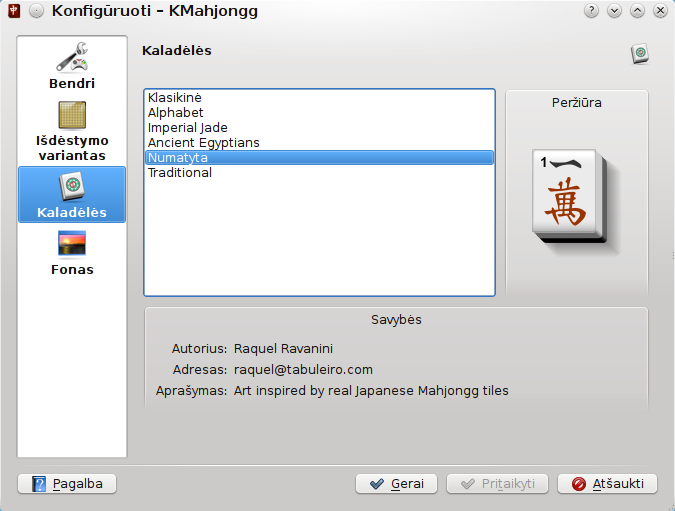 Konfigūruoti – KMahjongg
Bendri
Išdėstymo
variantas
Kaladėlės
Fonas
Kaladėlės
Klasikinė
Alphabet
Imperial Jade
Ancient Egyptians
Numatyta
Traditional
Peržiūra
1
一
萬
Savybės
Autorius: Raquel Ravanini
Adresas: raquel@tabuleiro.com
Aprašymas: Art inspired by real Japanese Mahjongg tiles
Pagalba
Gerai
Pritaikyti
Atšaukti